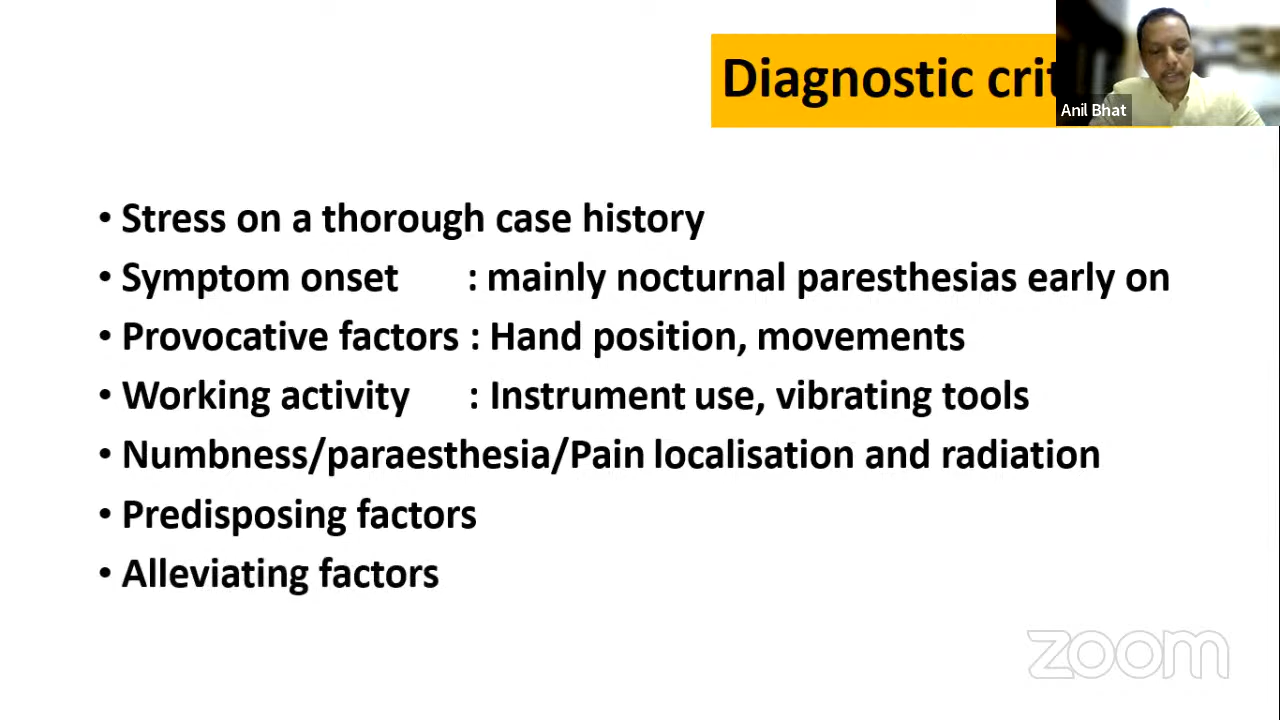 Diagnostic crit
Anil Bhat
• Stress on a thorough case history
• Symptom onset : mainly nocturnal paresthesias early on
• Provocative factors : Hand position, movements
• Working activity : Instrument use, vibrating tools
• Numbness/paraesthesia/Pain localisation and radiation
• Predisposing factors
• Alleviating factors
zoom